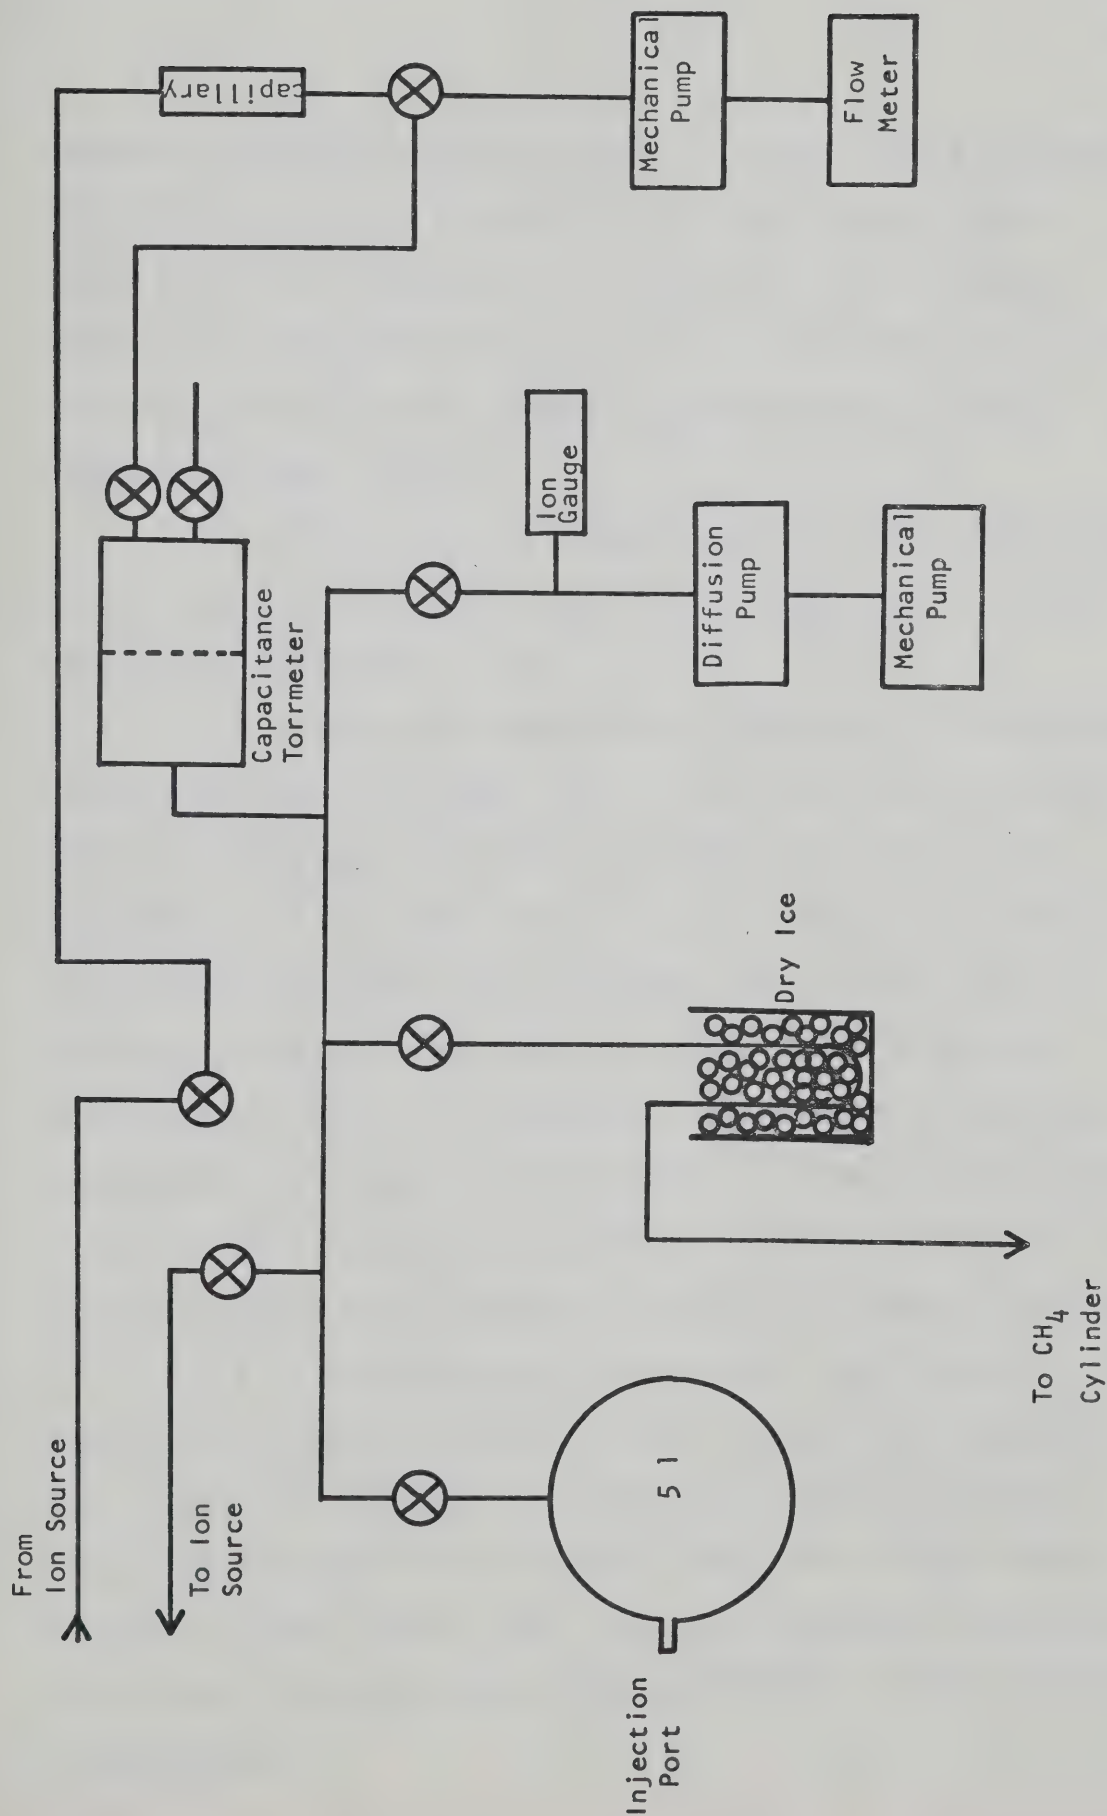 From
Ion Source
To Ion
Source
Injection
Port
5 l
To CH4
Cylinder
Dry Ice
Capacitance
Torrmeter
Ion
Gauge
Diffusion
Pump
Mechanical
Pump
capillary
Mechanical
Pump
Flow
Meter